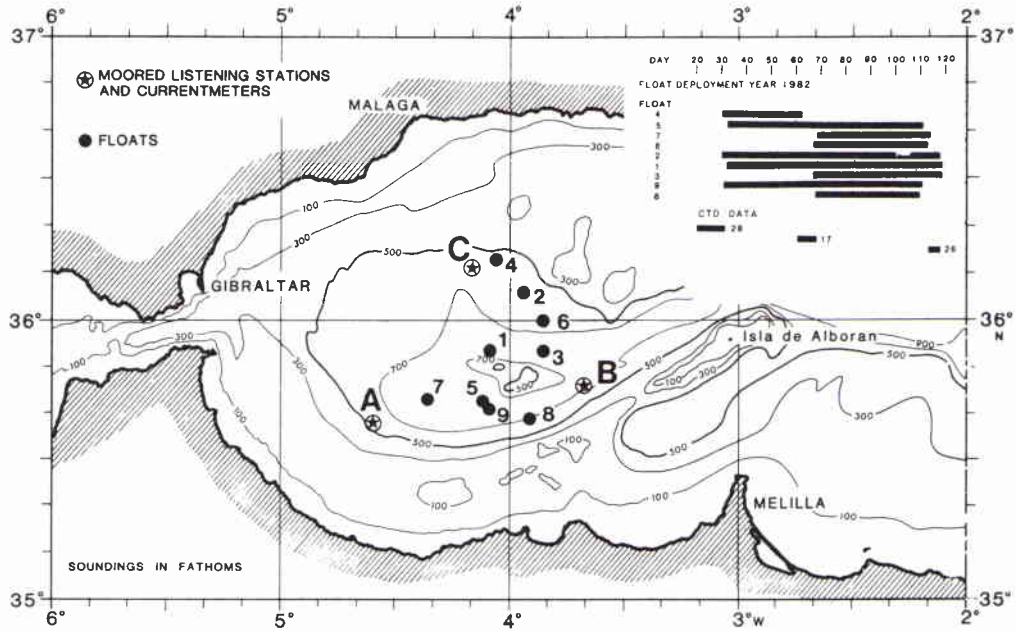 6° 5° 4° 3° 2°
37° 37°
MOORED LISTENING STATIONS
AND CURRENTMETERS
FLOATS
MALAGA
DAY 20 30 40 50 60 70 80 90 100 110 120
FLOAT DEPLOYMENT YEAR 1982
FLOAT
4
5
7
6
2
1
3
9
8
CTD DATA
28
17
26
300
100
300
500
C
4
2
300
6
GIBRALTAR
36° 36°
N
300
100
1
3
700
700
500
B
Isla de Alboran
500
300
100
500
700
7
5
9
8
A
500
500
100
100
100
100
100
MELILLA
SOUNDINGS IN FATHOMS
35° 35°
6° 5° 4° 3°W 2°